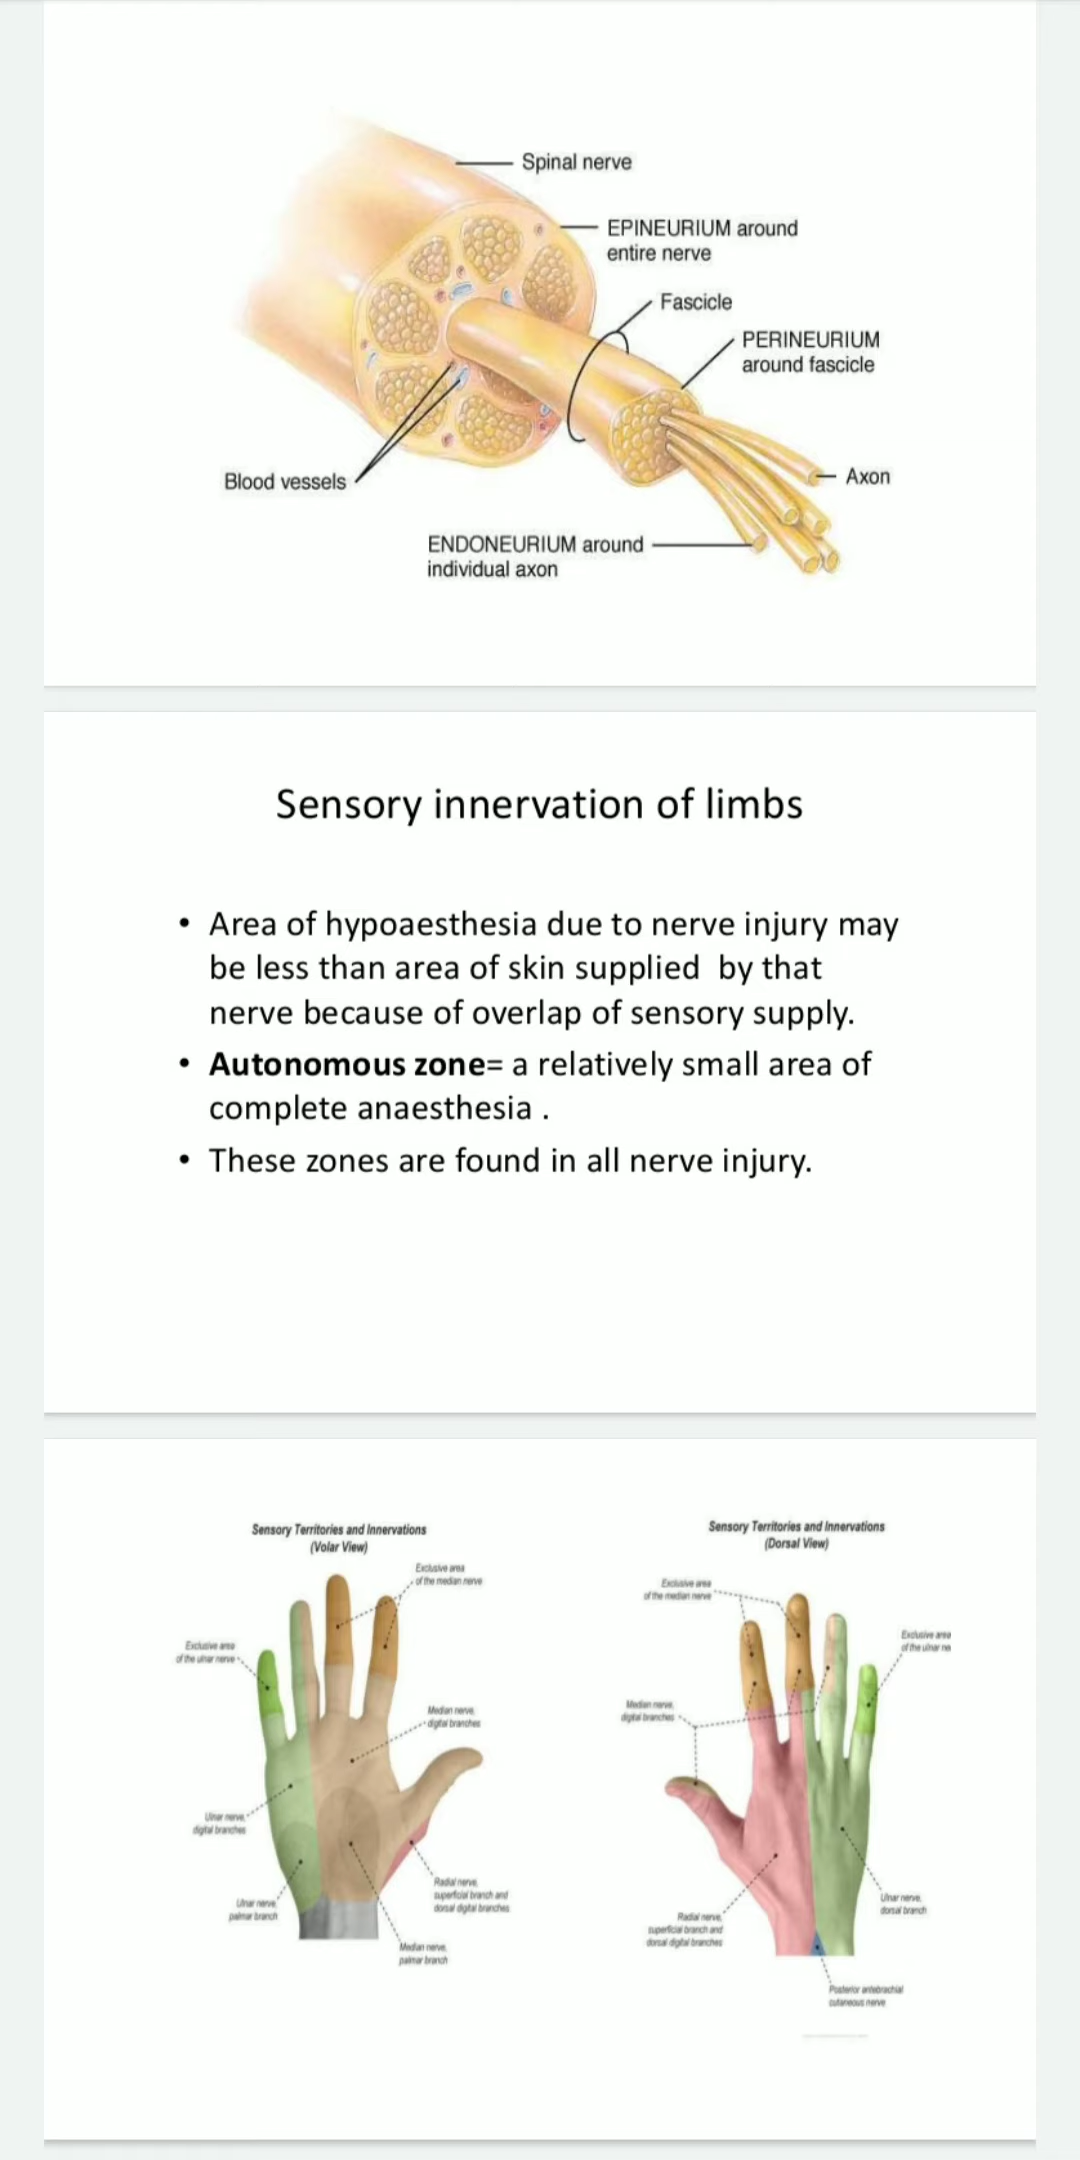 Spinal nerve
EPINEURIUM around
entire nerve
Fascicle
PERINEURIUM
around fascicle
Blood vessels
Axon
ENDONEURIUM around
individual axon
Sensory innervation of limbs
• Area of hypoaesthesia due to nerve injury may
be less than area of skin supplied by that
nerve because of overlap of sensory supply.
• Autonomous zone= a relatively small area of
complete anaesthesia .
• These zones are found in all nerve injury.
Sensory Territories and Innervations
(Volar View)
Exclusive area
of the median nerve
Exclusive area
of the ulnar nerve
Median nerve,
digital branches
Ulnar nerve,
digital branches
Radial nerve,
superficial branch and
dorsal digital branches
Ulnar nerve,
palmar branch
Median nerve,
palmar branch
Sensory Territories and Innervations
(Dorsal View)
Exclusive area
of the median nerve
Exclusive area
of the ulnar ne
Median nerve,
digital branches
Ulnar nerve,
dorsal branch
Radial nerve,
superficial branch and
dorsal digital branches
Posterior antebrachial
cutaneous nerve